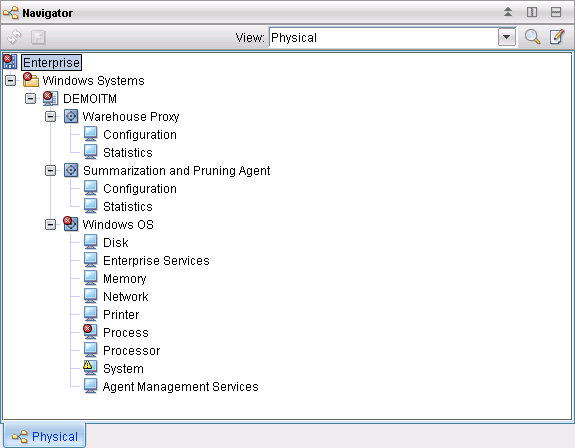 Navigator
View: Physical
Enterprise
Windows Systems
DEMOITM
Warehouse Proxy
Configuration
Statistics
Summarization and Pruning Agent
Configuration
Statistics
Windows OS
Disk
Enterprise Services
Memory
Network
Printer
Process
Processor
System
Agent Management Services
Physical